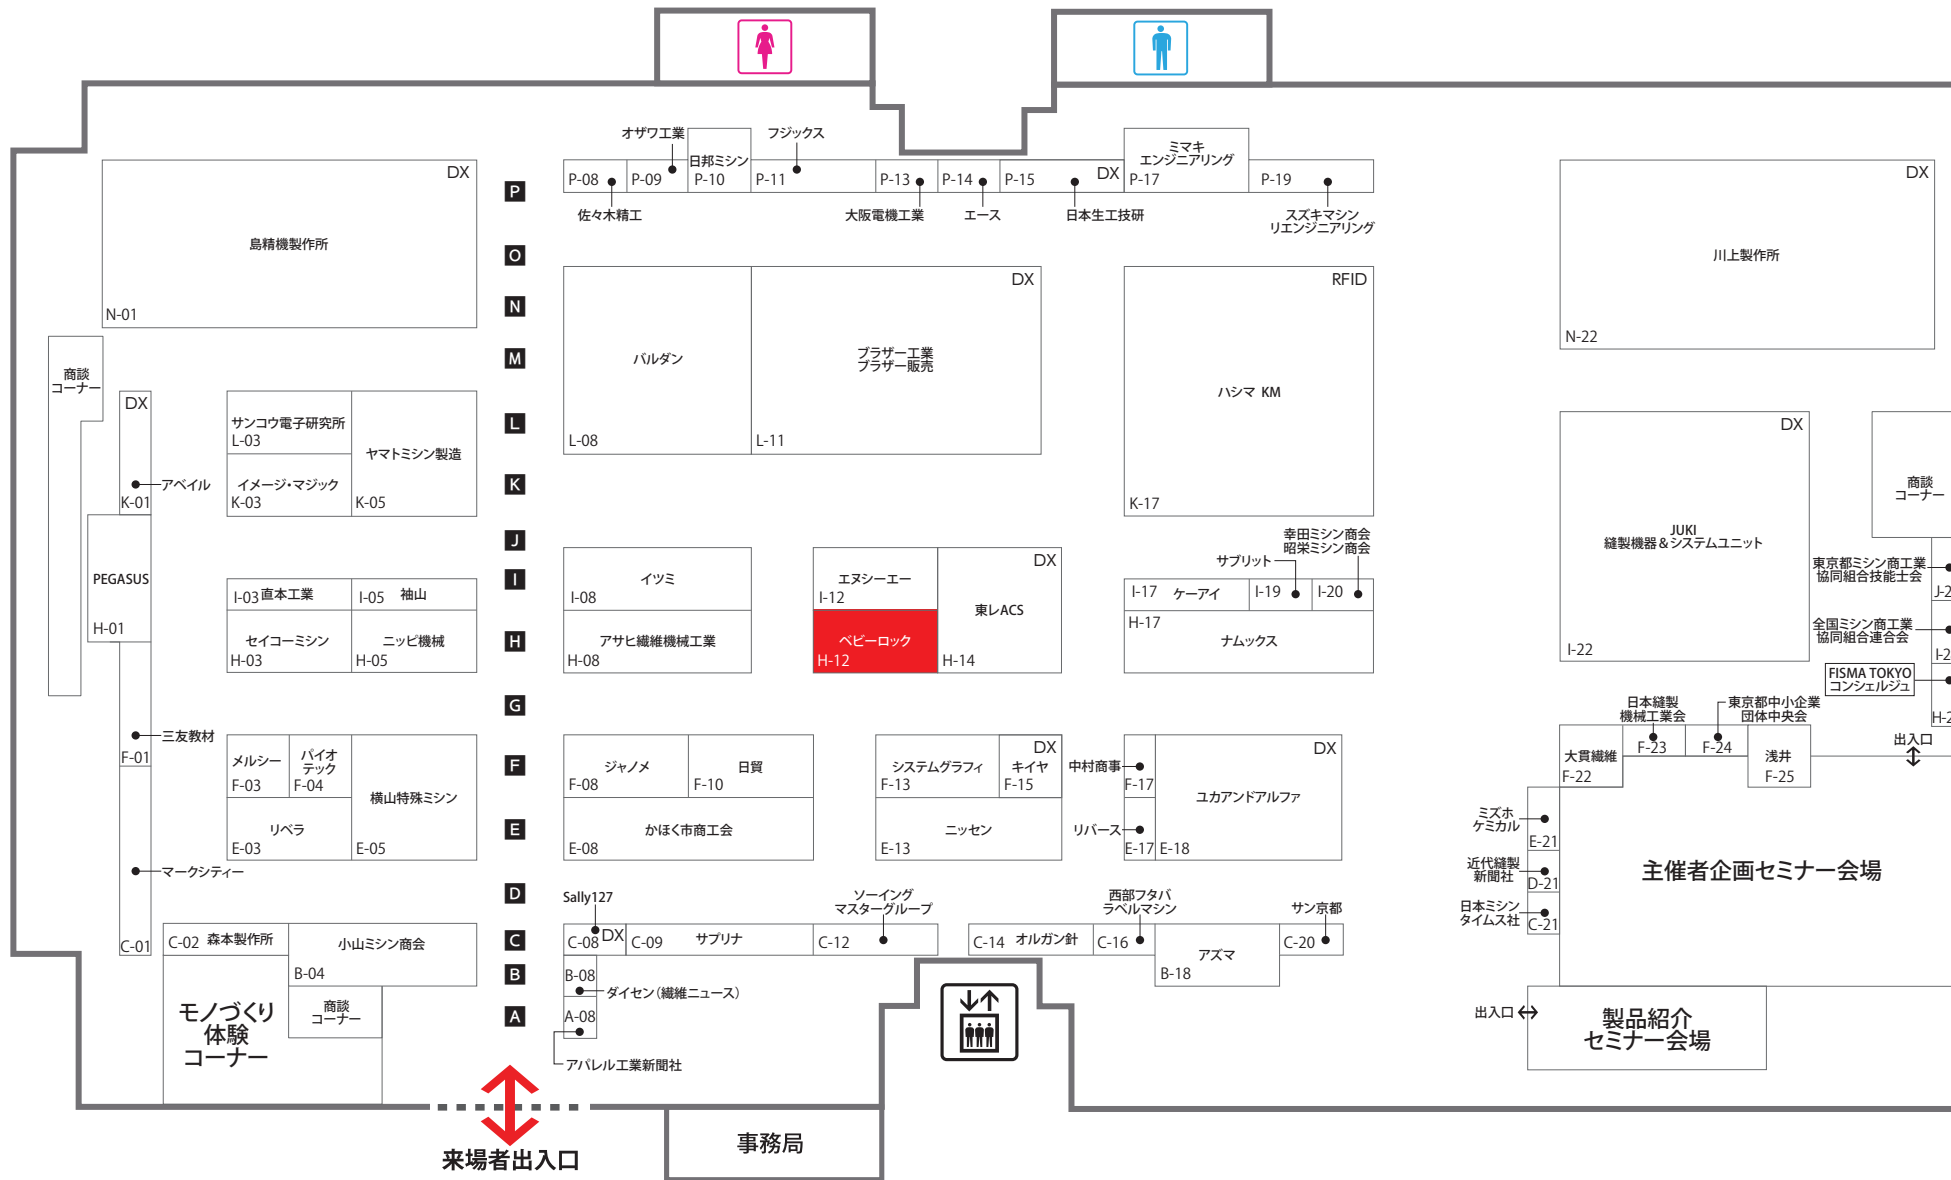 オザワ工業
フジックス
日邦ミシン
ミマキ
エンジニアリング
P
P-08
P-09
P-10
P-11
P-13
P-14
P-15
DX
P-17
P-19
佐々木精工
大阪電機工業
エース
日本生工技研
スズキマシン
リエンジニアリング
DX
島精機製作所
N-01
O
N
M
L
K
J
I
H
G
F
E
D
C
B
A
バルダン
L-08
DX
ブラザー工業
ブラザー販売
L-11
RFID
ハシマ KM
K-17
DX
川上製作所
N-22
商談
コーナー
DX
アベイル
K-01
サンコウ電子研究所
L-03
イメージ・マジック
K-03
ヤマトミシン製造
K-05
DX
JUKI
縫製機器&システムユニット
I-22
商談
コーナー
PEGASUS
H-01
I-03 直本工業
I-05 袖山
セイコーミシン
H-03
ニッピ機械
H-05
イツミ
I-08
アサヒ繊維機械工業
H-08
エヌシーエー
I-12
ベビーロック
H-12
DX
東レACS
H-14
幸田ミシン商会
昭栄ミシン商会
サブリット
I-17 ケーアイ
I-19
I-20
H-17
ナムックス
東京都ミシン商工業
協同組合技能士会
J-2
全国ミシン商工業
協同組合連合会
I-2
FISMA TOKYO
コンシェルジュ
H-2
三友教材
F-01
メルシー
F-03
パイオ
テック
F-04
リベラ
E-03
横山特殊ミシン
E-05
ジャノメ
F-08
日貿
F-10
かほく市商工会
E-08
システムグラフィ
F-13
DX
キイヤ
F-15
ニッセン
E-13
中村商事
F-17
リバース
E-17
DX
ユカアンドアルファ
E-18
日本縫製
機械工業会
F-23
東京都中小企業
団体中央会
F-24
大貫繊維
F-22
浅井
F-25
出入口
マークシティー
C-01
ミズホ
ケミカル
E-21
近代縫製
新聞社
D-21
日本ミシン
タイムス社
C-21
主催者企画セミナー会場
C-02 森本製作所
小山ミシン商会
B-04
商談
コーナー
モノづくり
体験
コーナー
Sally127
C-08
DX
C-09 サプリナ
ソーイング
マスターグループ
C-12
B-08
ダイセン(繊維ニュース)
A-08
アパレル工業新聞社
C-14 オルガン針
西部フタバ
ラベルマシン
C-16
アズマ
B-18
サン京都
C-20
出入口
製品紹介
セミナー会場
来場者出入口
事務局